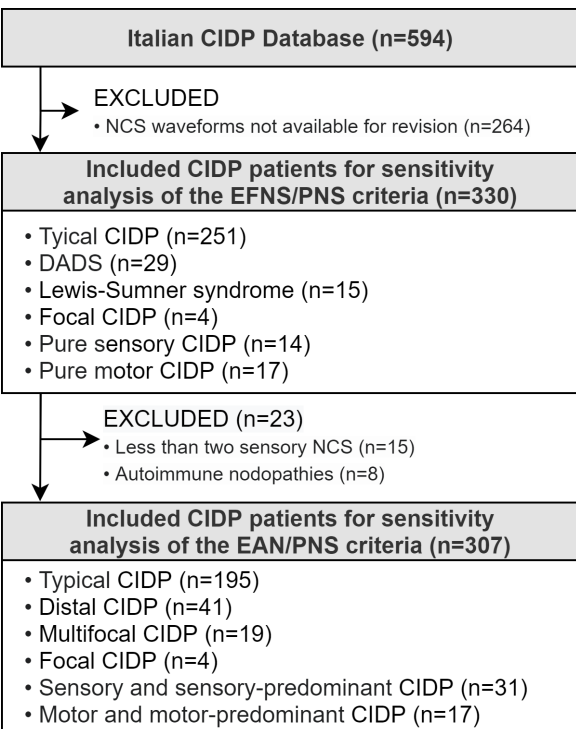 Italian CIDP Database (n=594)
EXCLUDED
• NCS waveforms not available for revision (n=264)
Included CIDP patients for sensitivity
analysis of the EFNS/PNS criteria (n=330)
• Tyical CIDP (n=251)
• DADS (n=29)
• Lewis-Sumner syndrome (n=15)
• Focal CIDP (n=4)
• Pure sensory CIDP (n=14)
• Pure motor CIDP (n=17)
EXCLUDED (n=23)
• Less than two sensory NCS (n=15)
• Autoimmune nodopathies (n=8)
Included CIDP patients for sensitivity
analysis of the EAN/PNS criteria (n=307)
• Typical CIDP (n=195)
• Distal CIDP (n=41)
• Multifocal CIDP (n=19)
• Focal CIDP (n=4)
• Sensory and sensory-predominant CIDP (n=31)
• Motor and motor-predominant CIDP (n=17)